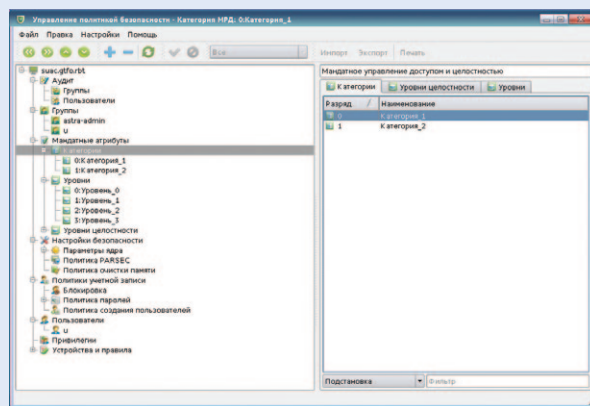 Управление политикой безопасности - Категория МРД: 0:Категория_1
Файл Правка Настройки Помощь
Все Импорт Экспорт Печать
suac.gtfo.rbt
Аудит
Группы
Пользователи
Группы
astra-admin
u
Мандатные атрибуты
Категории
0:Категория_1
1:Категория_2
Уровни
0:Уровень_0
1:Уровень_1
2:Уровень_2
3:Уровень_3
Уровни целостности
Настройки безопасности
Параметры ядра
Политика PARSEC
Политика очистки памяти
Политики учетной записи
Блокировка
Политика паролей
Политика создания пользователей
Пользователи
u
Привилегии
Устройства и правила
Мандатное управление доступом и целостностью
Категории Уровни целостности Уровни
Разряд / Наименование
0 Категория_1
1 Категория_2
Подстановка Фильтр